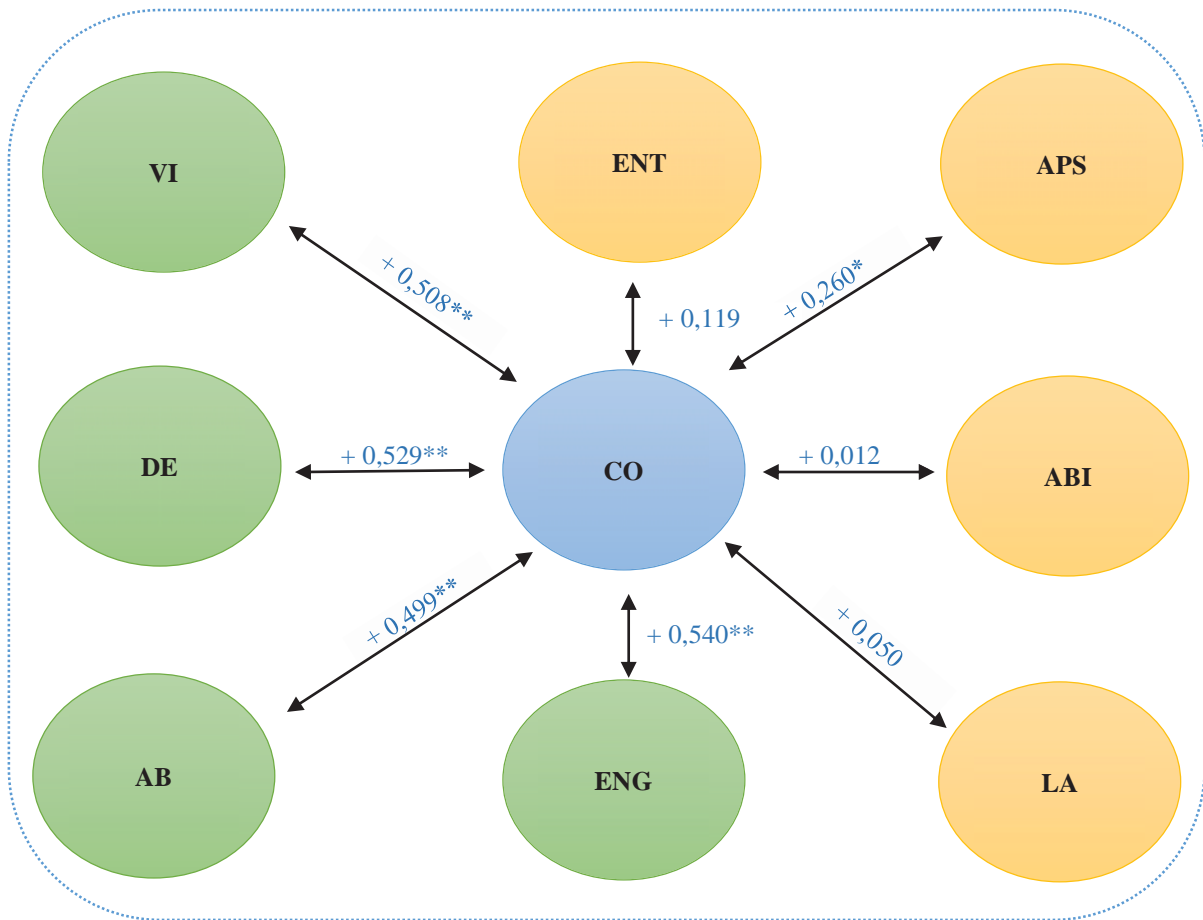 VI
ENT
APS
+ 0,508**
+ 0,119
+ 0,260*
DE
+ 0,529**
CO
+ 0,012
ABI
+ 0,499**
+ 0,540**
+ 0,050
AB
ENG
LA